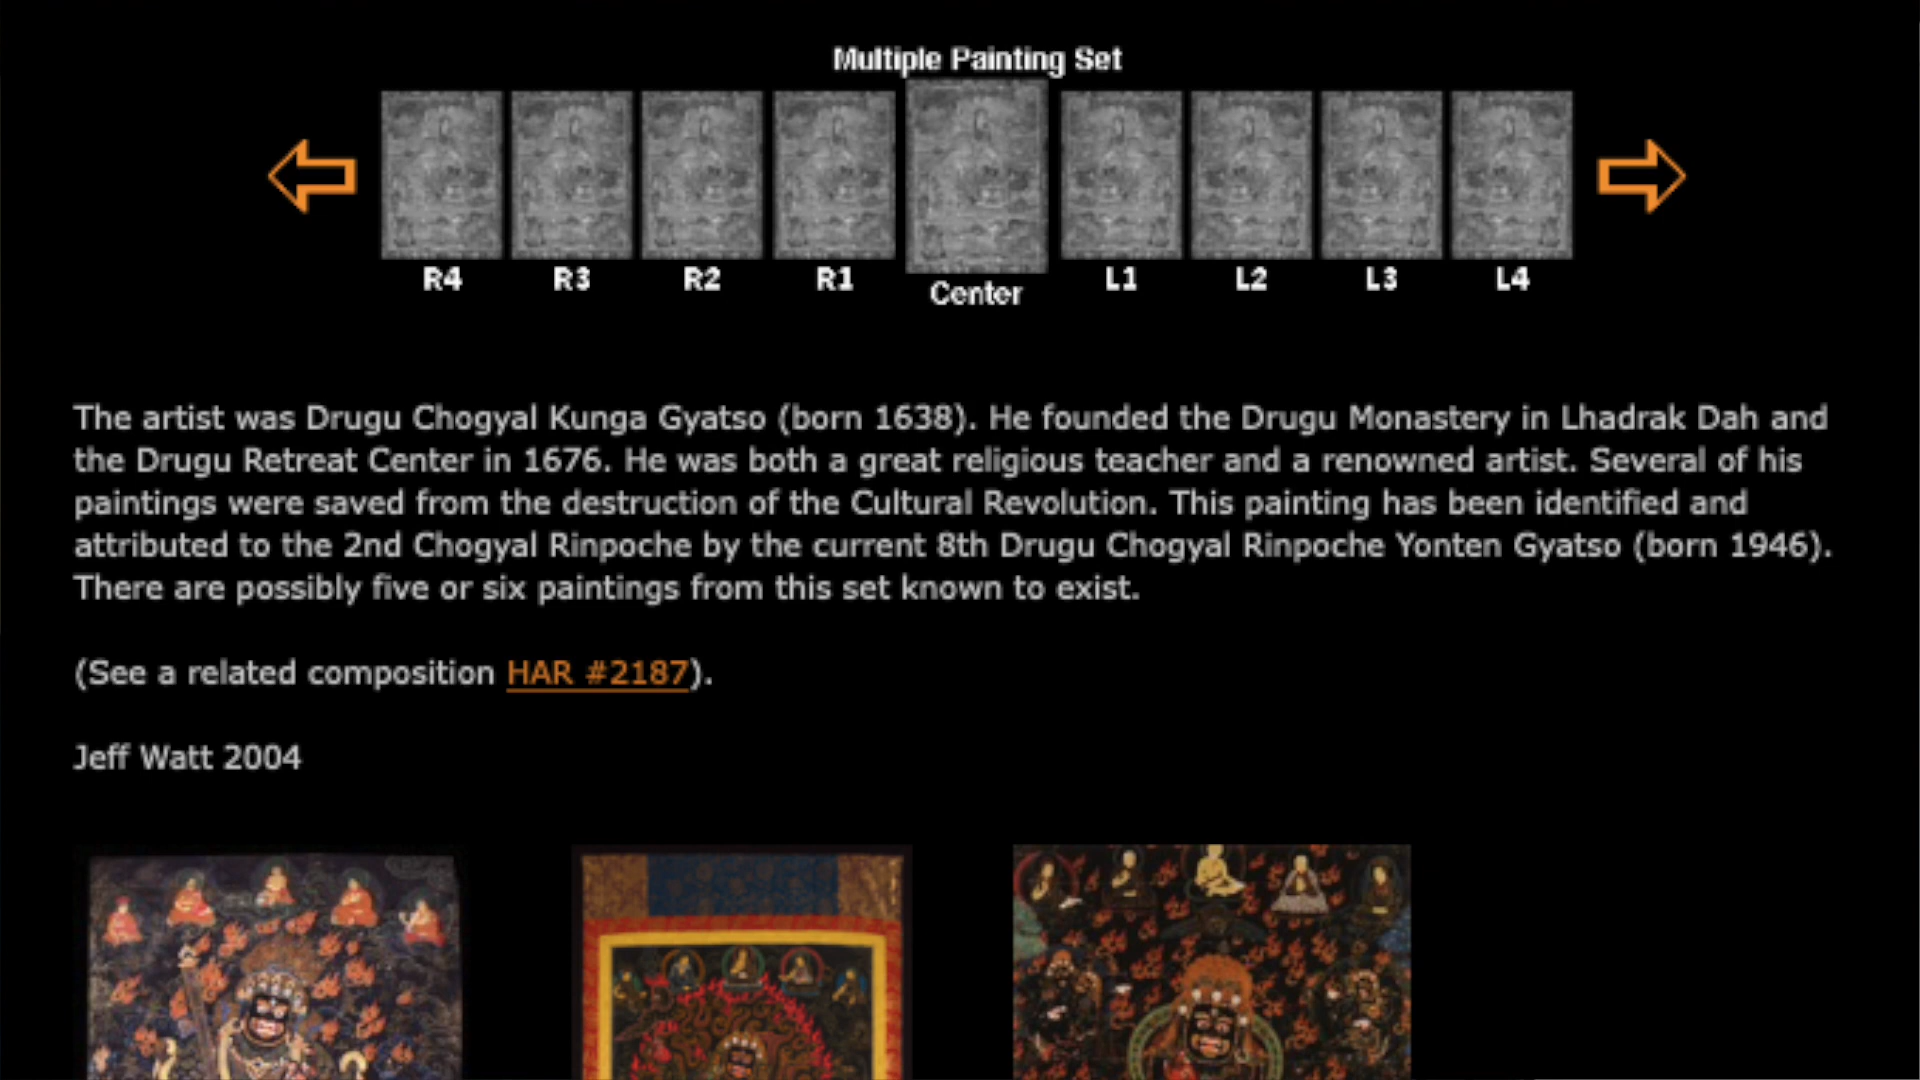 Multiple Painting Set
R4 R3 R2 R1 Center L1 L2 L3 L4
The artist was Drugu Chogyal Kunga Gyatso (born 1638). He founded the Drugu Monastery in Lhadrak Dah and
the Drugu Retreat Center in 1676. He was both a great religious teacher and a renowned artist. Several of his
paintings were saved from the destruction of the Cultural Revolution. This painting has been identified and
attributed to the 2nd Chogyal Rinpoche by the current 8th Drugu Chogyal Rinpoche Yonten Gyatso (born 1946).
There are possibly five or six paintings from this set known to exist.
(See a related composition HAR #2187).
Jeff Watt 2004